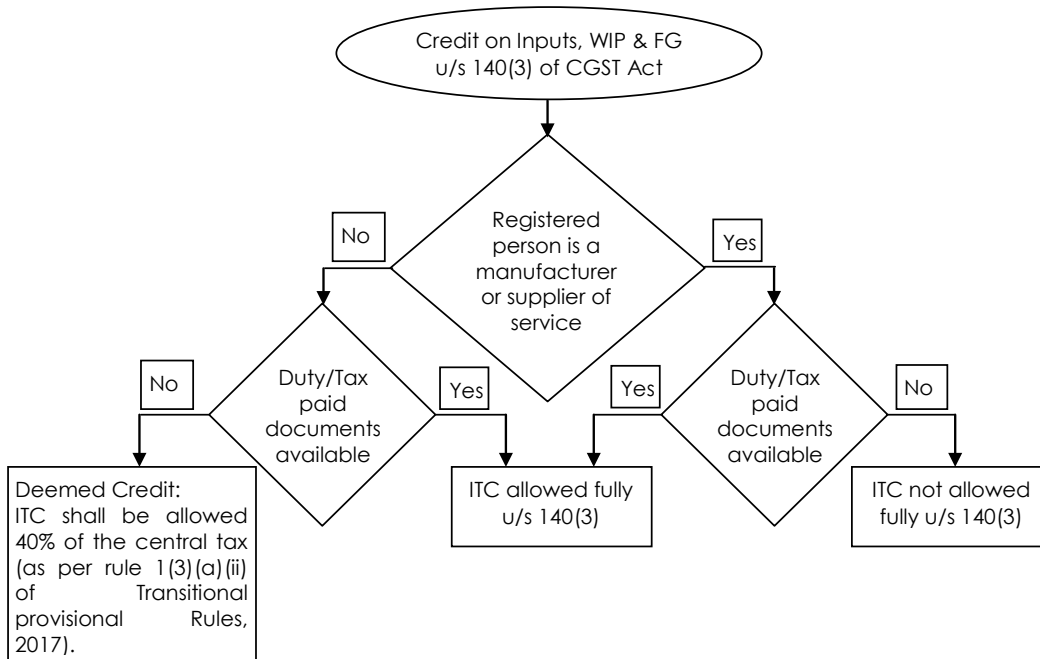 Credit on Inputs, WIP & FG
u/s 140(3) of CGST Act
Registered
person is a
manufacturer
or supplier of
service
No
Yes
Duty/Tax
paid
documents
available
No
Yes
Duty/Tax
paid
documents
available
Yes
No
Deemed Credit:
ITC shall be allowed
40% of the central tax
(as per rule 1(3)(a)(ii)
of Transitional
provisional Rules,
2017).
ITC allowed fully
u/s 140(3)
ITC not allowed
fully u/s 140(3)